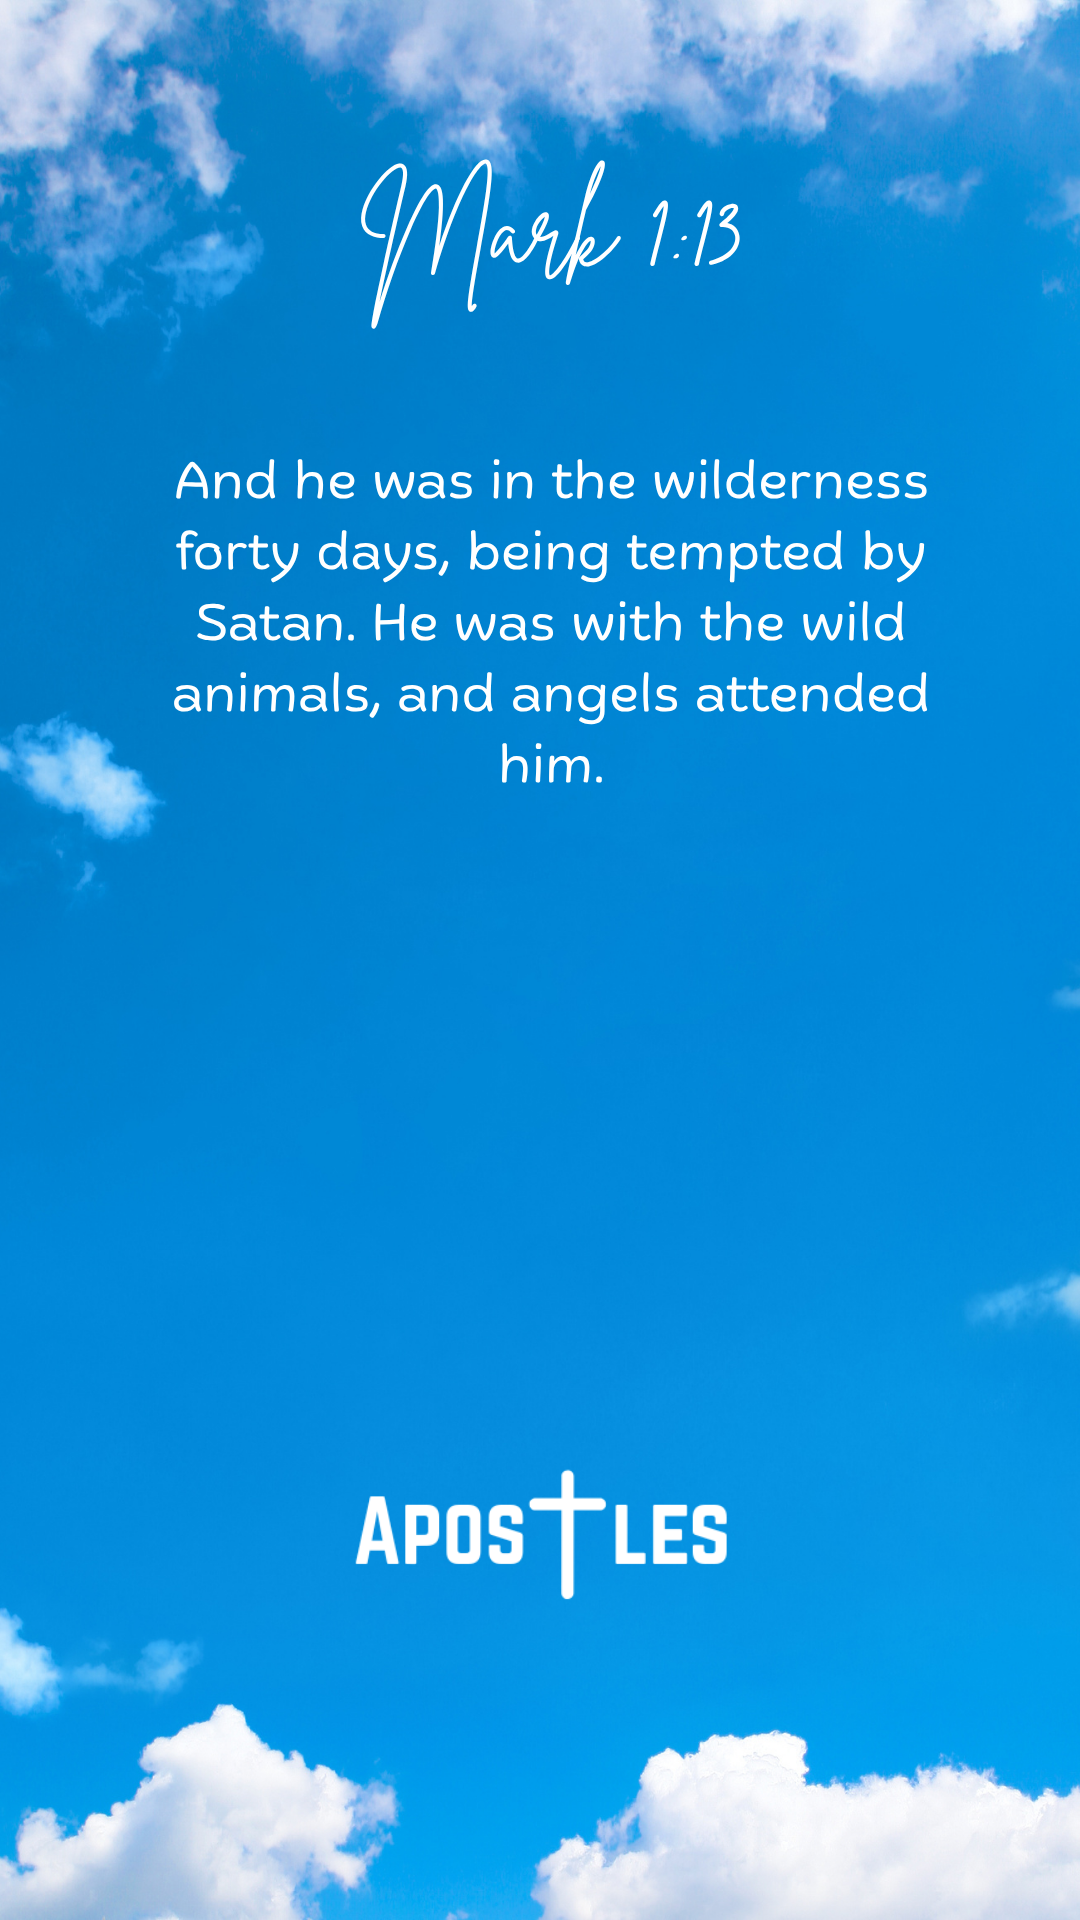 Mark 1:13
And he was in the wilderness
forty days, being tempted by
Satan. He was with the wild
animals, and angels attended
him.
APOSTLES